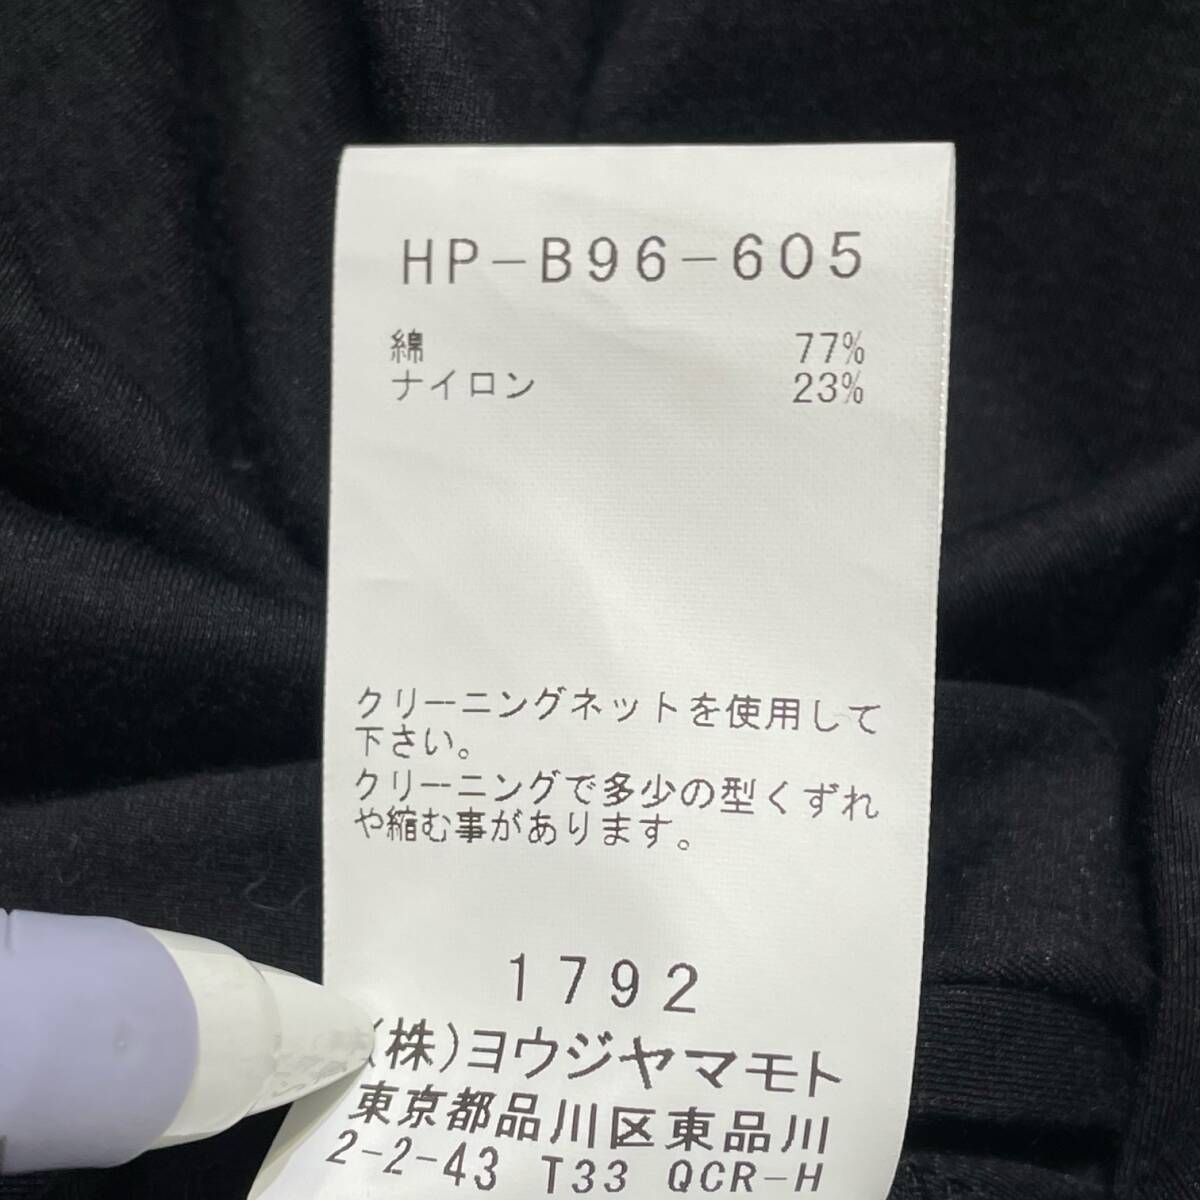 HP-B96-605
綿 77%
ナイロン 23%
クリーニングネットを使用して
下さい。
クリーニングで多少の型くずれ
や縮む事があります。
1792
(株)ヨウジヤマモト
東京都品川区東品川
2-2-43 T33 QCR-H